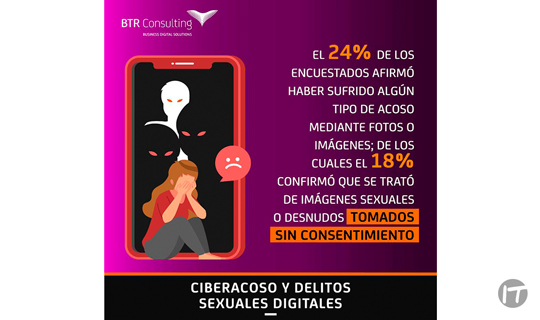 BTR Consulting
BUSINESS DIGITAL SOLUTIONS
EL 24% DE LOS
ENCUESTADOS AFIRMÓ
HABER SUFRIDO ALGÚN
TIPO DE ACOSO
MEDIANTE FOTOS O
IMÁGENES; DE LOS
CUALES EL 18%
CONFIRMÓ QUE SE TRATÓ
DE IMÁGENES SEXUALES
O DESNUDOS TOMADOS
SIN CONSENTIMIENTO
CIBERACOSO Y DELITOS
SEXUALES DIGITALES
IT